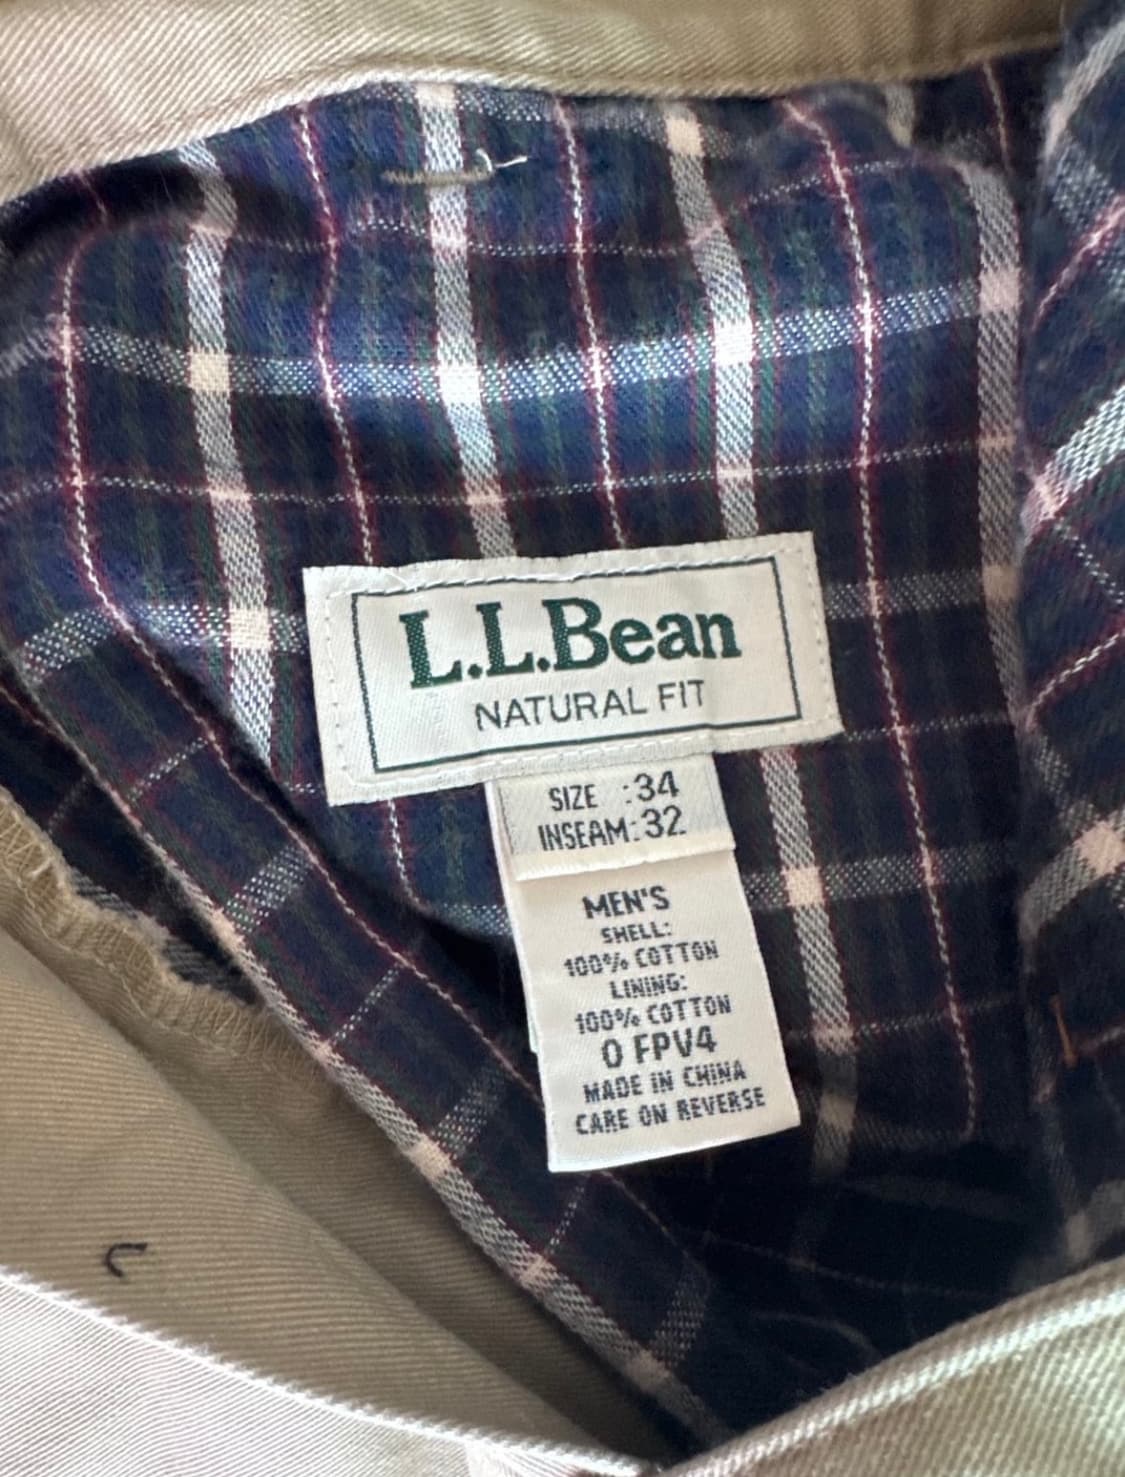 L.L.Bean
NATURAL FIT
SIZE :34
INSEAM:32
MEN'S
SHELL:
100% COTTON
LINING:
100% COTTON
0 FPV4
MADE IN CHINA
CARE ON REVERSE